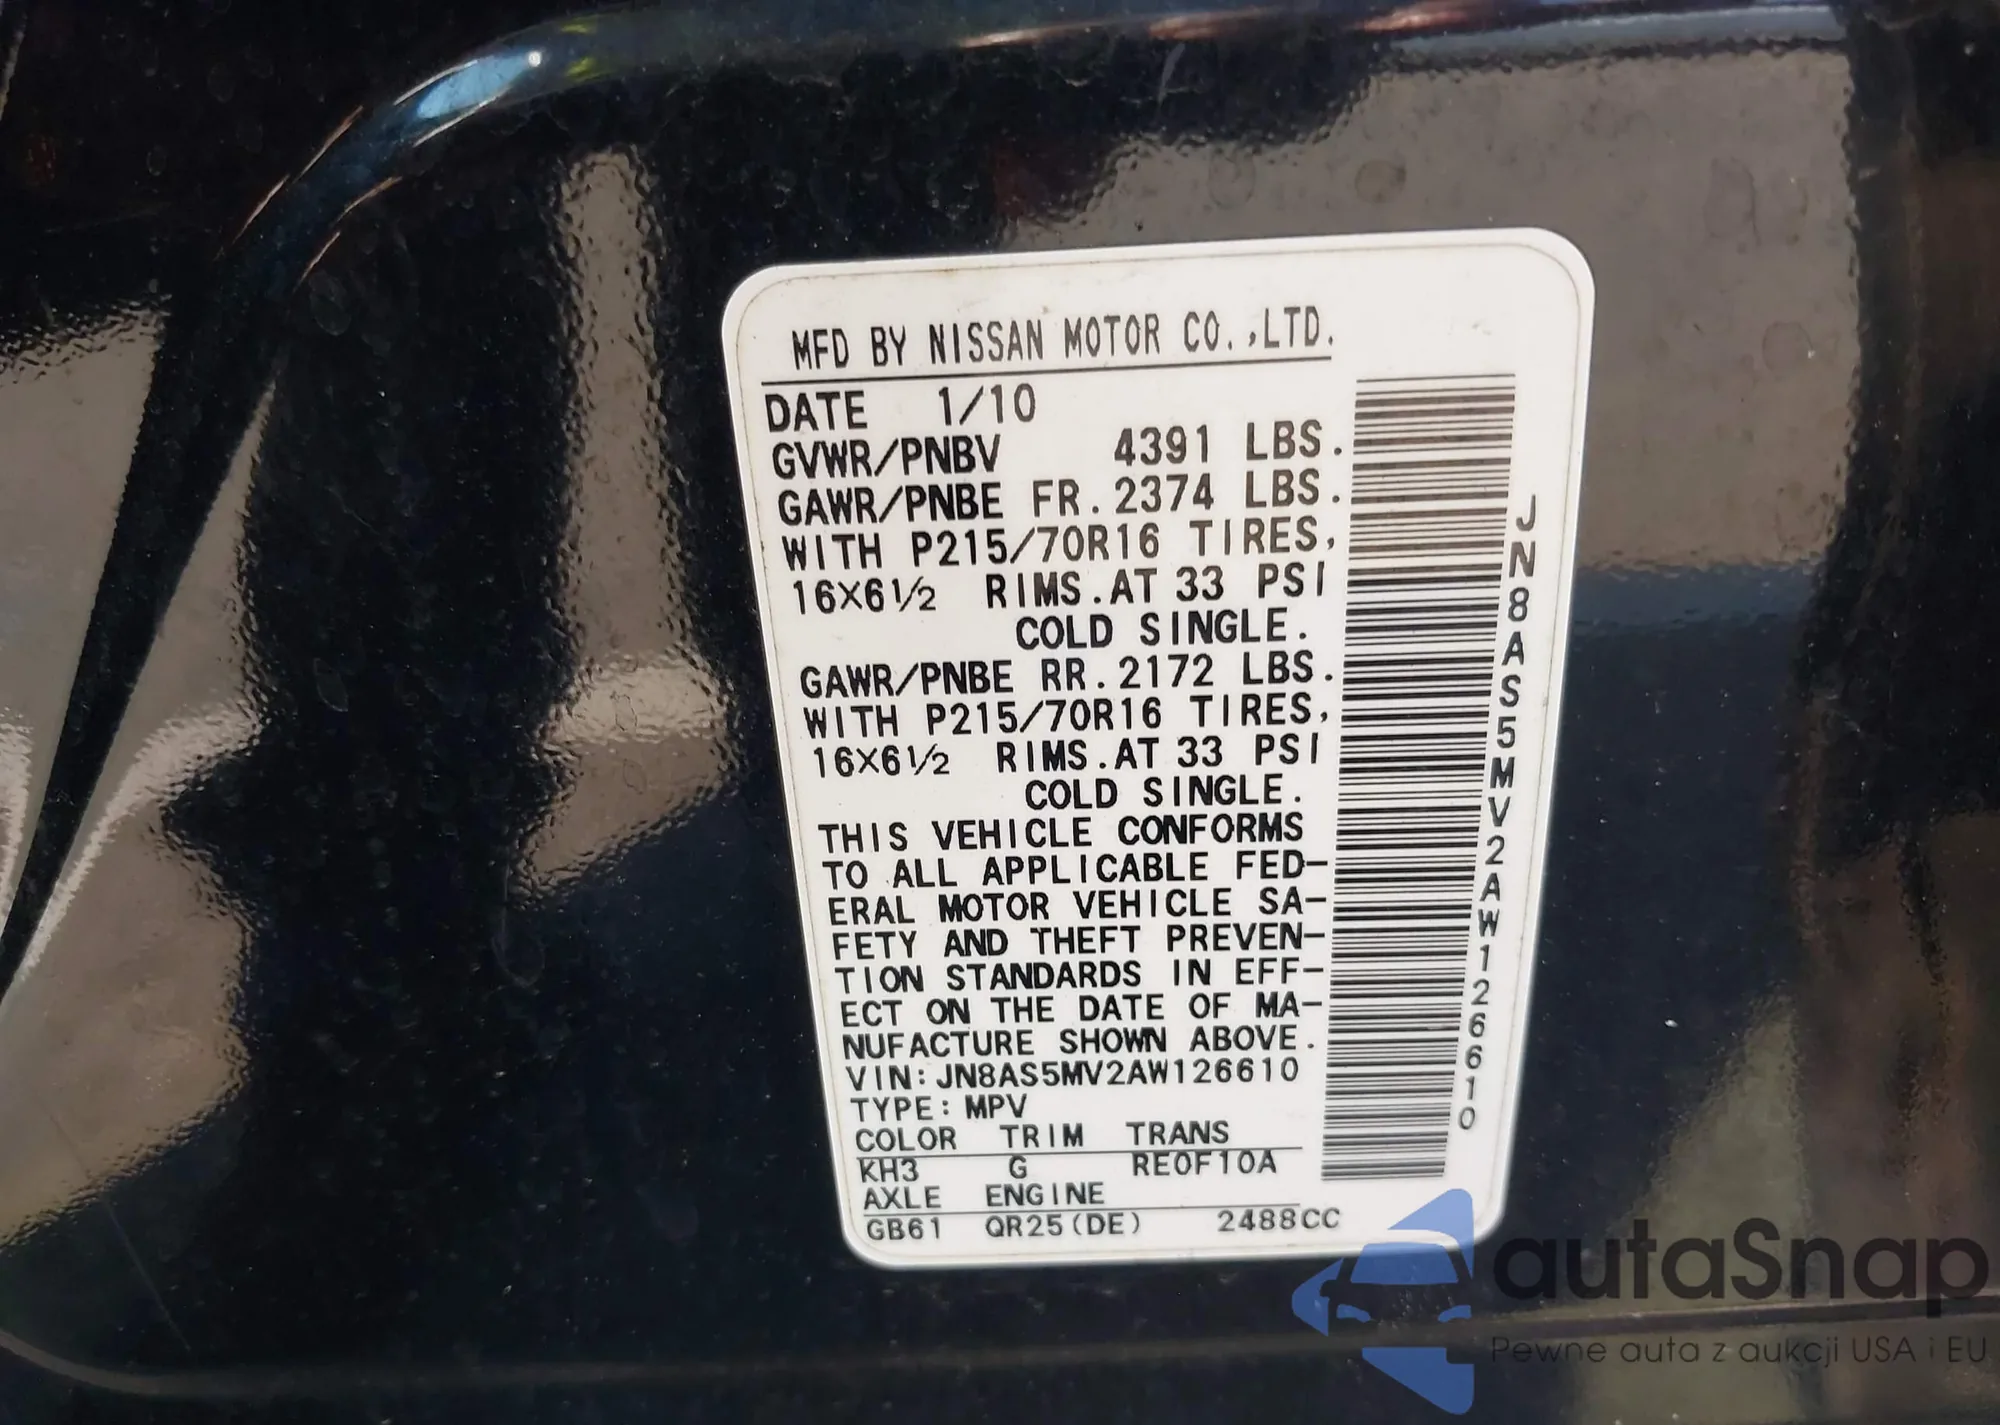 MFD BY NISSAN MOTOR CO.,LTD.
DATE 1/10
GVWR/PNBV 4391 LBS.
GAWR/PNBE FR.2374 LBS.
WITH P215/70R16 TIRES,
16X6½ RIMS.AT 33 PSI
COLD SINGLE.
GAWR/PNBE RR.2172 LBS.
WITH P215/70R16 TIRES,
16X6½ RIMS.AT 33 PSI
COLD SINGLE.
THIS VEHICLE CONFORMS
TO ALL APPLICABLE FED-
ERAL MOTOR VEHICLE SA-
FETY AND THEFT PREVEN-
TION STANDARDS IN EFF-
ECT ON THE DATE OF MA-
NUFACTURE SHOWN ABOVE.
VIN:JN8AS5MV2AW126610
TYPE:MPV
COLOR TRIM TRANS
KH3 G RE0F10A
AXLE ENGINE
GB61 QR25(DE) 2488CC
JN8AS5MV2AW126610
autaSnap
Pewne auta z aukcji USA i EU